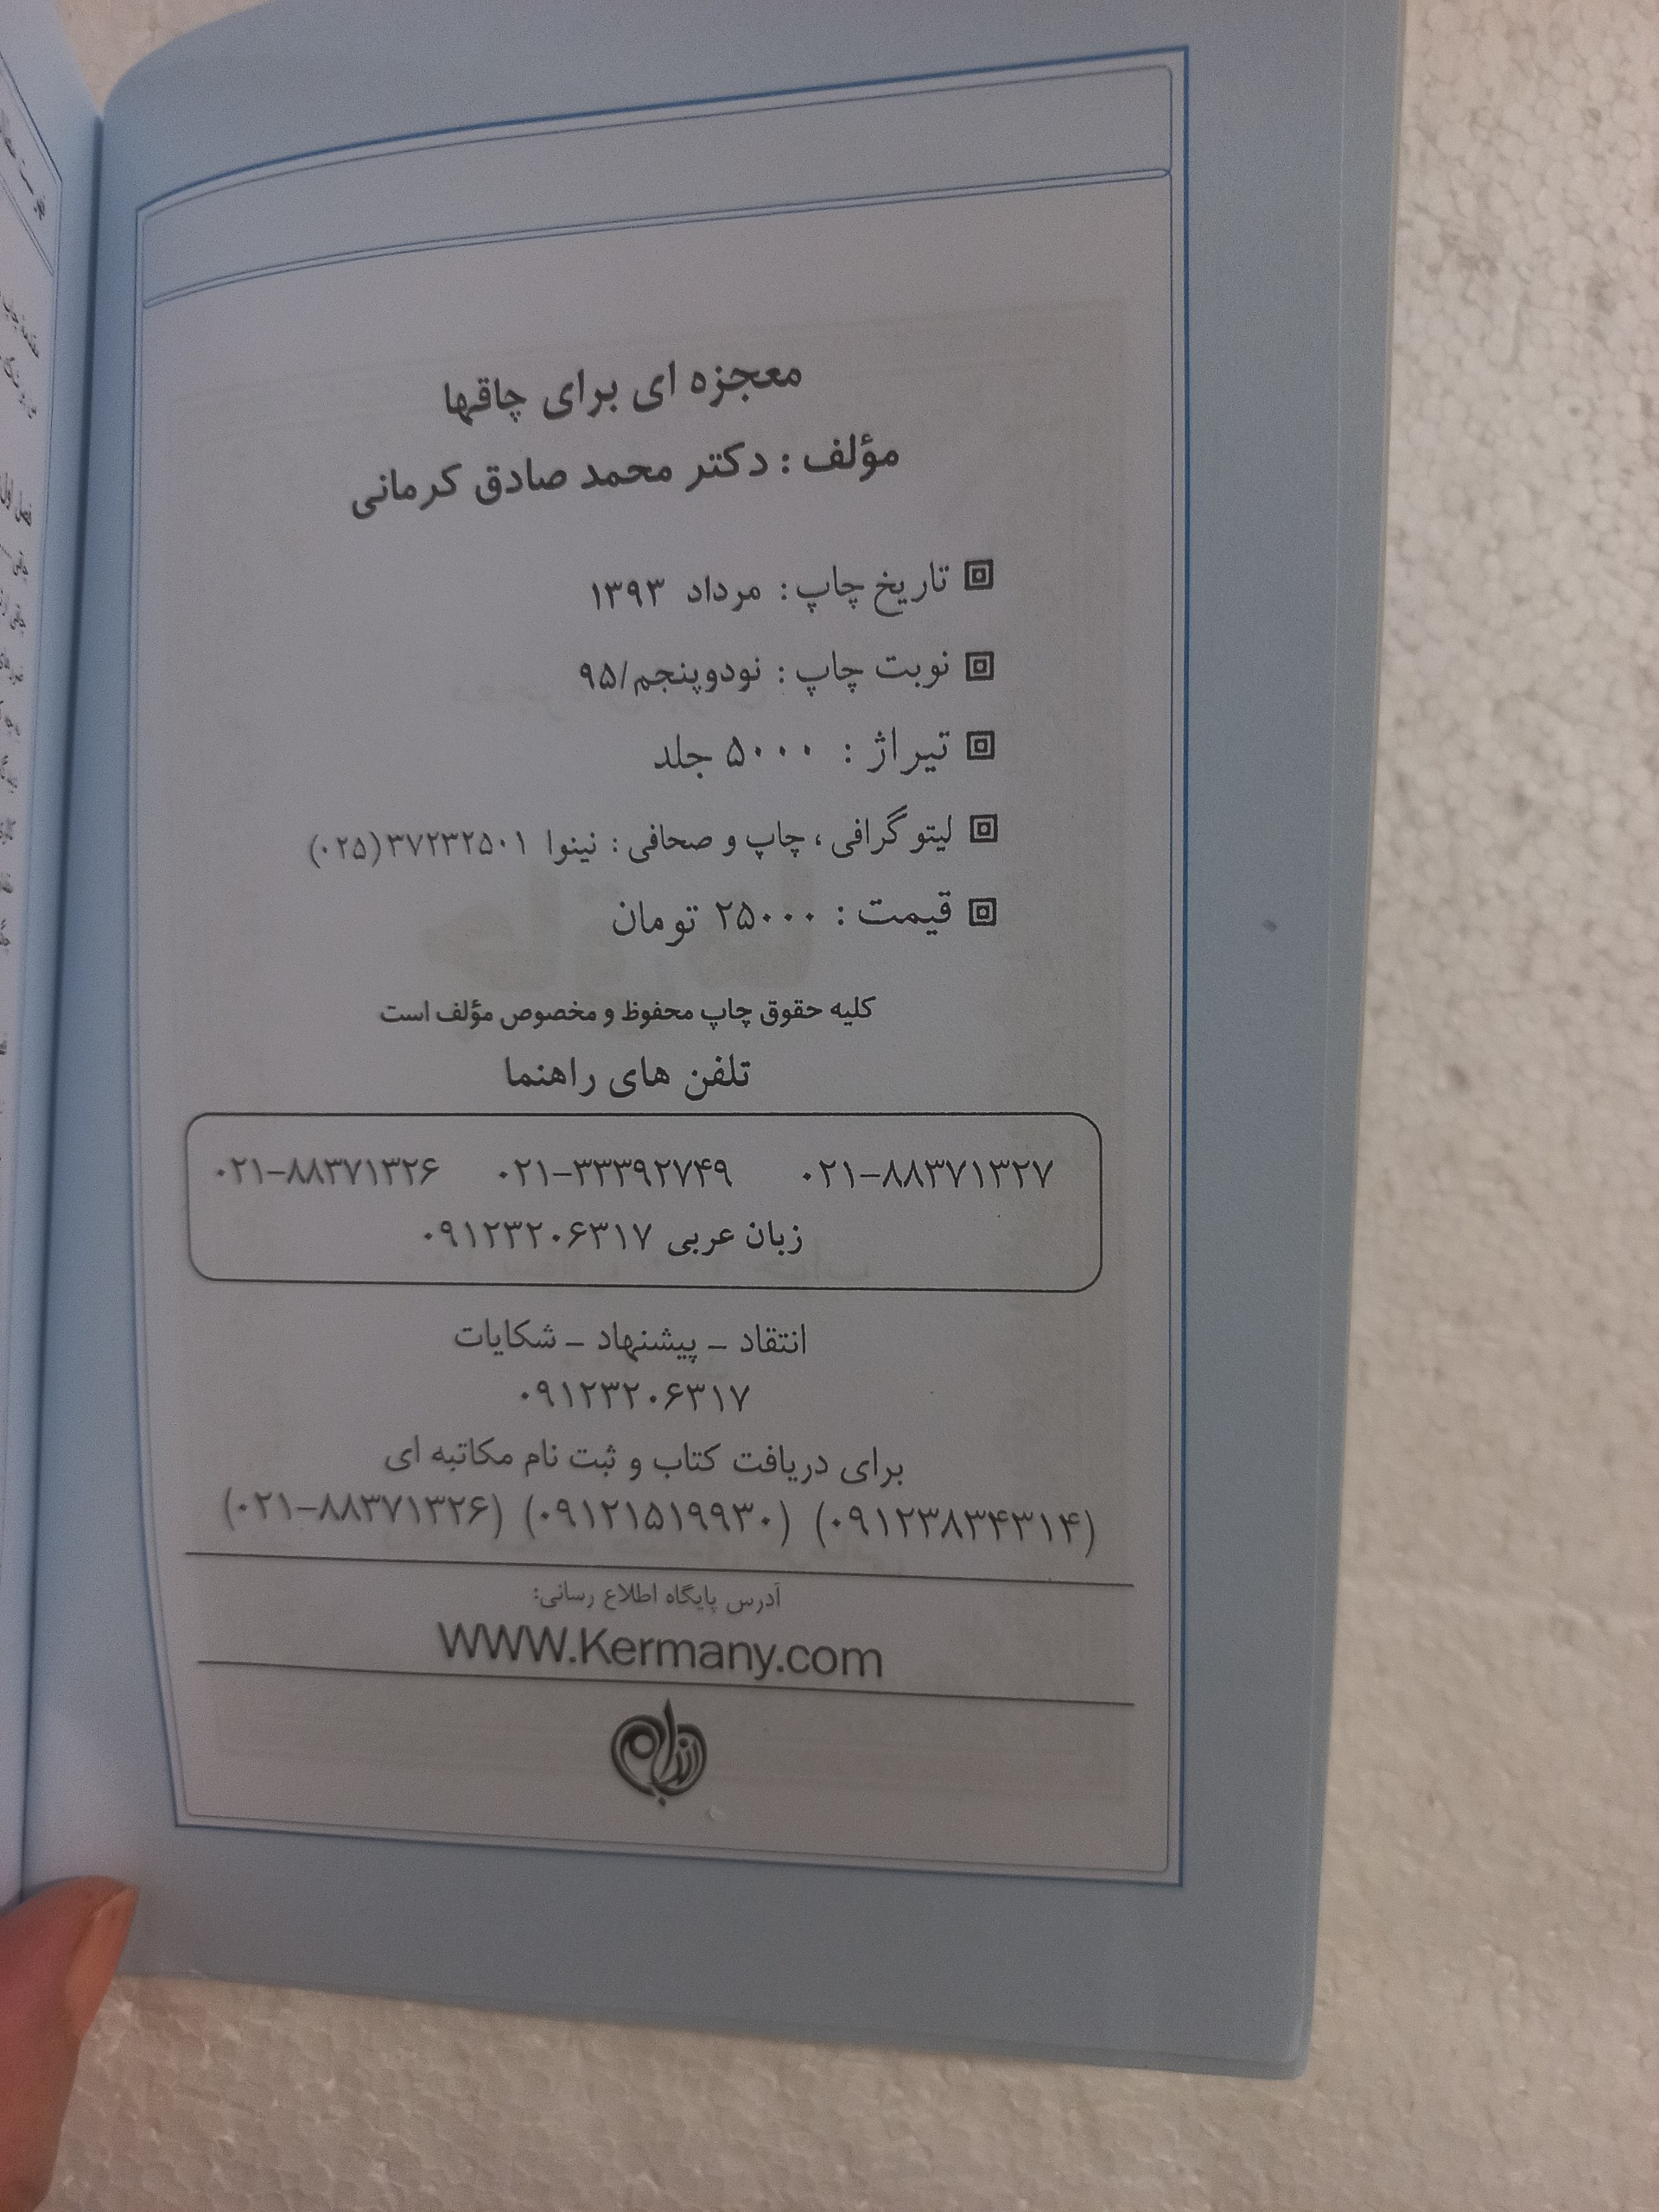 معجزه ای برای چاقها
مؤلف : دکتر محمد صادق کرمانی
تاریخ چاپ : مرداد ۱۳۹۳
نوبت چاپ : نودوپنجم/۹۵
تیراژ : ۵۰۰۰ جلد
لیتوگرافی، چاپ و صحافی : نینوا ۳۷۲۳۲۵۰۱(۰۲۵)
قیمت : ۲۵۰۰۰ تومان
کلیه حقوق چاپ محفوظ و مخصوص مؤلف است
تلفن های راهنما
۰۲۱-۸۸۳۷۱۳۲۷ ۰۲۱-۳۳۳۹۲۷۴۹ ۰۲۱-۸۸۳۷۱۳۲۶
زبان عربی ۰۹۱۲۳۲۰۶۳۱۷
انتقاد - پیشنهاد - شکایات
۰۹۱۲۳۲۰۶۳۱۷
برای دریافت کتاب و ثبت نام مکاتبه ای
(۰۹۱۲۳۸۳۴۳۱۴) (۰۹۱۲۱۵۱۹۹۳۰) (۰۲۱-۸۸۳۷۱۳۲۶)
آدرس پایگاه اطلاع رسانی:
WWW.Kermany.com